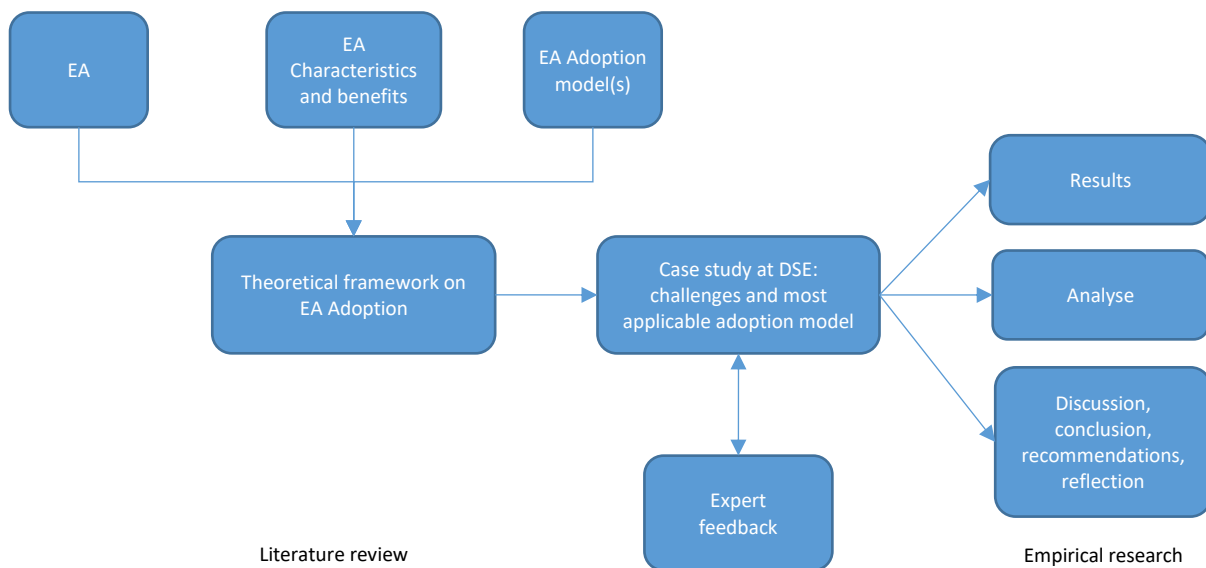 EA
EA
Characteristics
and benefits
EA Adoption
model(s)
Theoretical framework on
EA Adoption
Case study at DSE:
challenges and most
applicable adoption model
Results
Analyse
Discussion,
conclusion,
recommendations,
reflection
Expert
feedback
Literature review
Empirical research